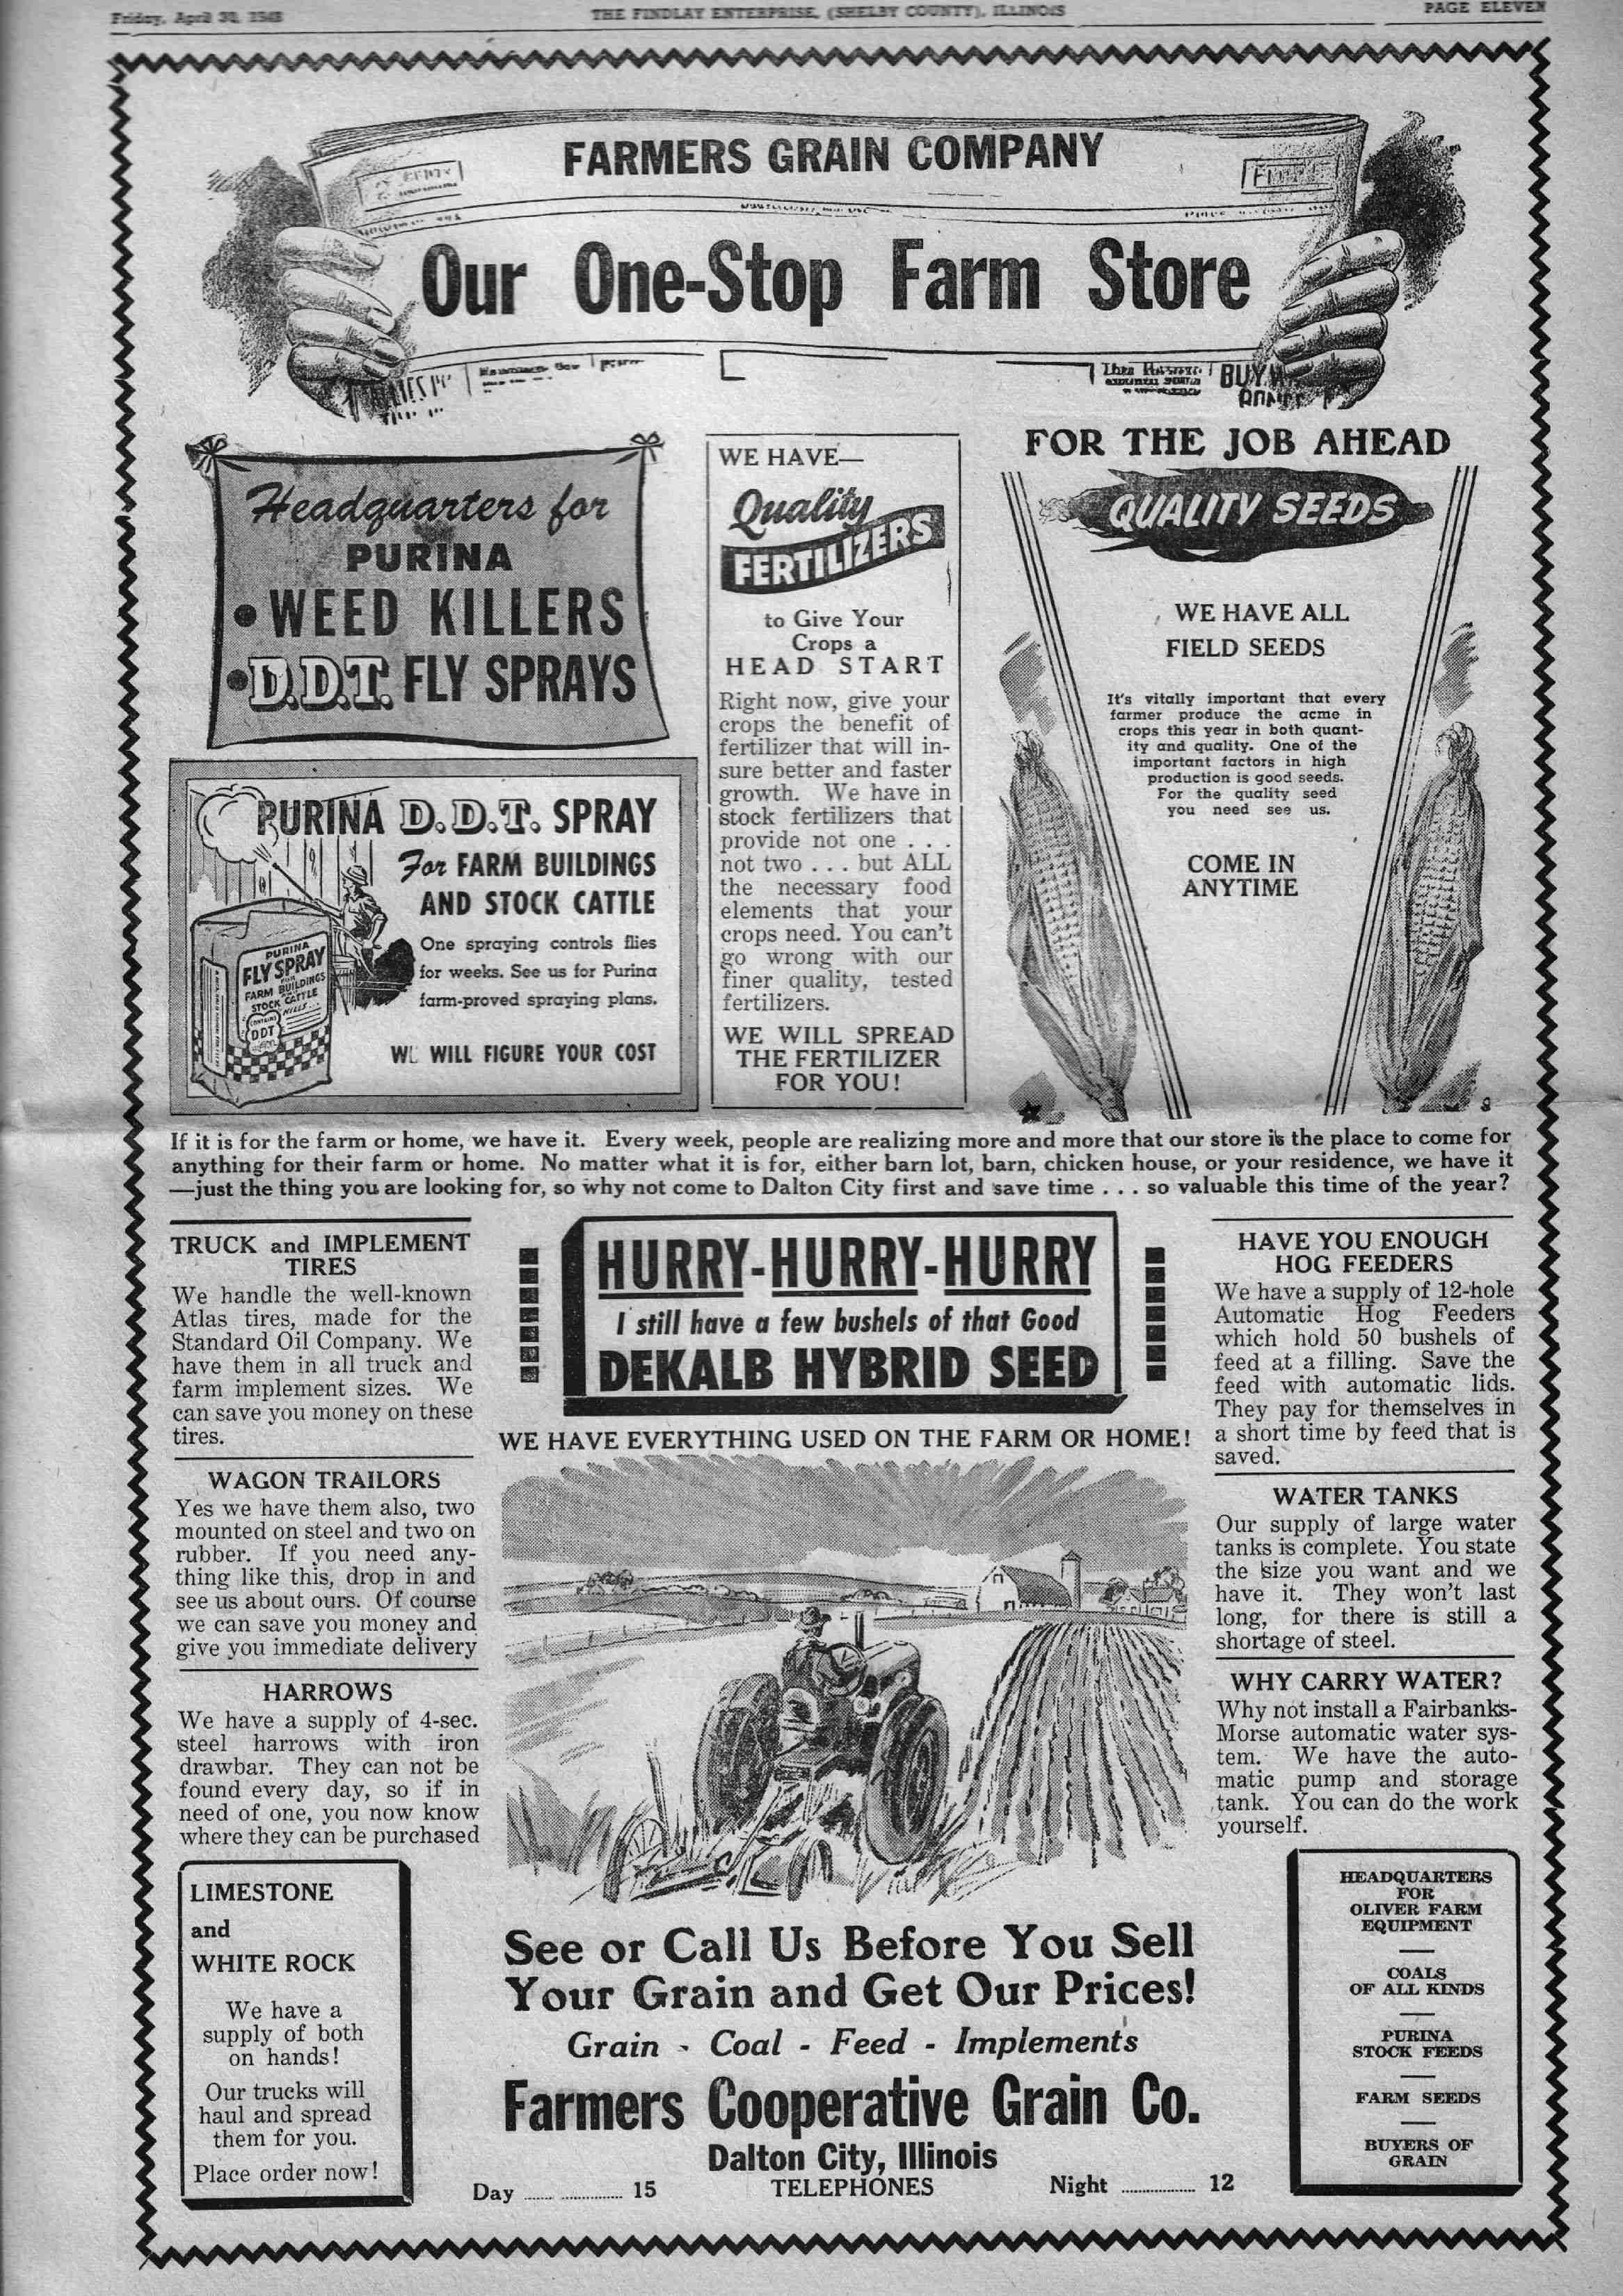 Friday, April 30, 1948
THE FINDLAY ENTERPRISE, (SHELBY COUNTY), ILLINOIS
PAGE ELEVEN
FARMERS GRAIN COMPANY
Our One-Stop Farm Store
BUY
Headquarters for
PURINA
• WEED KILLERS
• D.D.T. FLY SPRAYS
PURINA D.D.T. SPRAY
For FARM BUILDINGS
AND STOCK CATTLE
One spraying controls flies
for weeks. See us for Purina
farm-proved spraying plans.
WE WILL FIGURE YOUR COST
PURINA
FLY SPRAY
FOR
FARM BUILDINGS
STOCK CATTLE
KILLS
CONTAINS
DDT
WE HAVE—
Quality
FERTILIZERS
to Give Your
Crops a
HEAD START
Right now, give your
crops the benefit of
fertilizer that will in-
sure better and faster
growth. We have in
stock fertilizers that
provide not one . . .
not two . . . but ALL
the necessary food
elements that your
crops need. You can't
go wrong with our
finer quality, tested
fertilizers.
WE WILL SPREAD
THE FERTILIZER
FOR YOU!
FOR THE JOB AHEAD
QUALITY SEEDS
WE HAVE ALL
FIELD SEEDS
It's vitally important that every
farmer produce the acme in
crops this year in both quant-
ity and quality. One of the
important factors in high
production is good seeds.
For the quality seed
you need see us.
COME IN
ANYTIME
If it is for the farm or home, we have it. Every week, people are realizing more and more that our store is the place to come for
anything for their farm or home. No matter what it is for, either barn lot, barn, chicken house, or your residence, we have it
—just the thing you are looking for, so why not come to Dalton City first and save time . . . so valuable this time of the year?
TRUCK and IMPLEMENT
TIRES
We handle the well-known
Atlas tires, made for the
Standard Oil Company. We
have them in all truck and
farm implement sizes. We
can save you money on these
tires.
WAGON TRAILORS
Yes we have them also, two
mounted on steel and two on
rubber. If you need any-
thing like this, drop in and
see us about ours. Of course
we can save you money and
give you immediate delivery
HARROWS
We have a supply of 4-sec.
steel harrows with iron
drawbar. They can not be
found every day, so if in
need of one, you now know
where they can be purchased
LIMESTONE
and
WHITE ROCK
We have a
supply of both
on hands!
Our trucks will
haul and spread
them for you.
Place order now!
HURRY-HURRY-HURRY
I still have a few bushels of that Good
DEKALB HYBRID SEED
WE HAVE EVERYTHING USED ON THE FARM OR HOME!
See or Call Us Before You Sell
Your Grain and Get Our Prices!
Grain - Coal - Feed - Implements
Farmers Cooperative Grain Co.
Dalton City, Illinois
Day ........ ................ 15 TELEPHONES Night ................... 12
HAVE YOU ENOUGH
HOG FEEDERS
We have a supply of 12-hole
Automatic Hog Feeders
which hold 50 bushels of
feed at a filling. Save the
feed with automatic lids.
They pay for themselves in
a short time by feed that is
saved.
WATER TANKS
Our supply of large water
tanks is complete. You state
the size you want and we
have it. They won't last
long, for there is still a
shortage of steel.
WHY CARRY WATER?
Why not install a Fairbanks-
Morse automatic water sys-
tem. We have the auto-
matic pump and storage
tank. You can do the work
yourself.
HEADQUARTERS
FOR
OLIVER FARM
EQUIPMENT
COALS
OF ALL KINDS
PURINA
STOCK FEEDS
FARM SEEDS
BUYERS OF
GRAIN